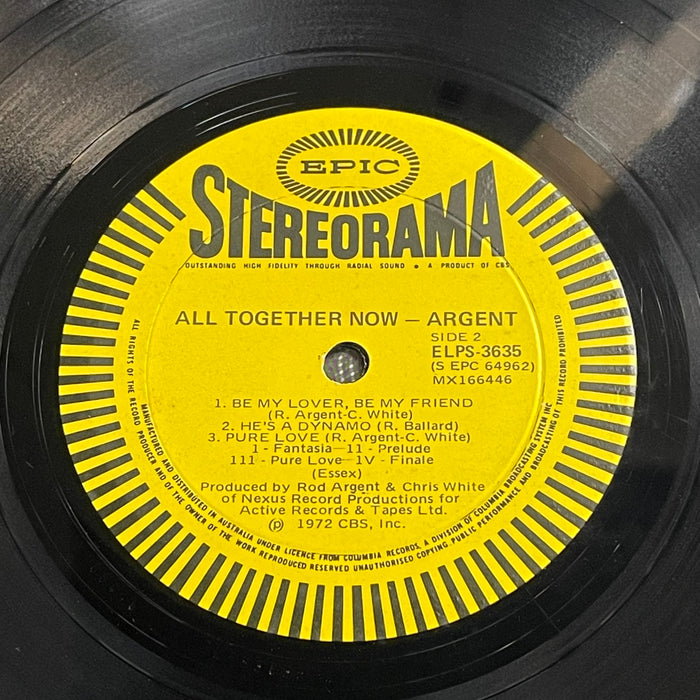 EPIC
STEREORAMA
OUTSTANDING HIGH FIDELITY THROUGH RADIAL SOUND • A PRODUCT OF CBS
ALL TOGETHER NOW — ARGENT
SIDE 2
ELPS-3635
(S EPC 64962)
MX166446
1. BE MY LOVER, BE MY FRIEND
(R. Argent-C. White)
2. HE'S A DYNAMO (R. Ballard)
3. PURE LOVE (R. Argent-C. White)
1 - Fantasia—11 - Prelude
111 - Pure Love—1V - Finale
(Essex)
Produced by Rod Argent & Chris White
of Nexus Record Productions for
Active Records & Tapes Ltd.
℗ 1972 CBS, Inc.
MANUFACTURED AND DISTRIBUTED IN AUSTRALIA UNDER LICENCE FROM COLUMBIA RECORDS, A DIVISION OF COLUMBIA BROADCASTING SYSTEM INC
ALL RIGHTS OF THE RECORD PRODUCER AND OF THE OWNER OF THE WORK REPRODUCED RESERVED UNAUTHORISED COPYING PUBLIC PERFORMANCE AND BROADCASTING OF THIS RECORD PROHIBITED